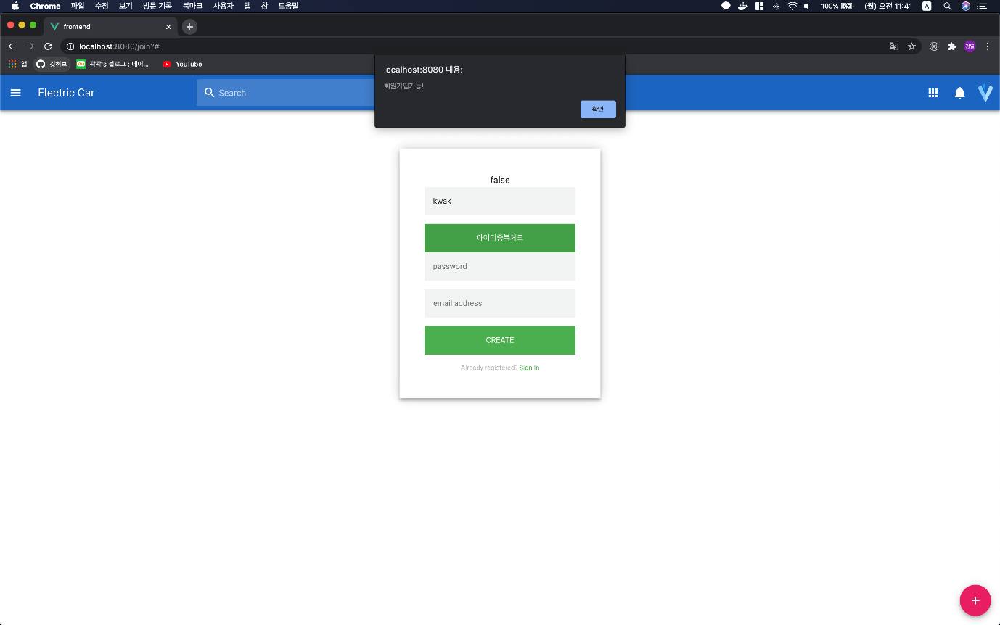 Chrome 파일 수정 보기 방문 기록 북마크 사용자 탭 창 도움말 100% (월) 오전 11:41 A
frontend
localhost:8080/join?#
앱 깃허브 곽곽's 블로그 : 네이... YouTube
localhost:8080 내용:
회원가입가능!
확인
Electric Car Search
false
kwak
아이디중복체크
password
email address
CREATE
Already registered? Sign In